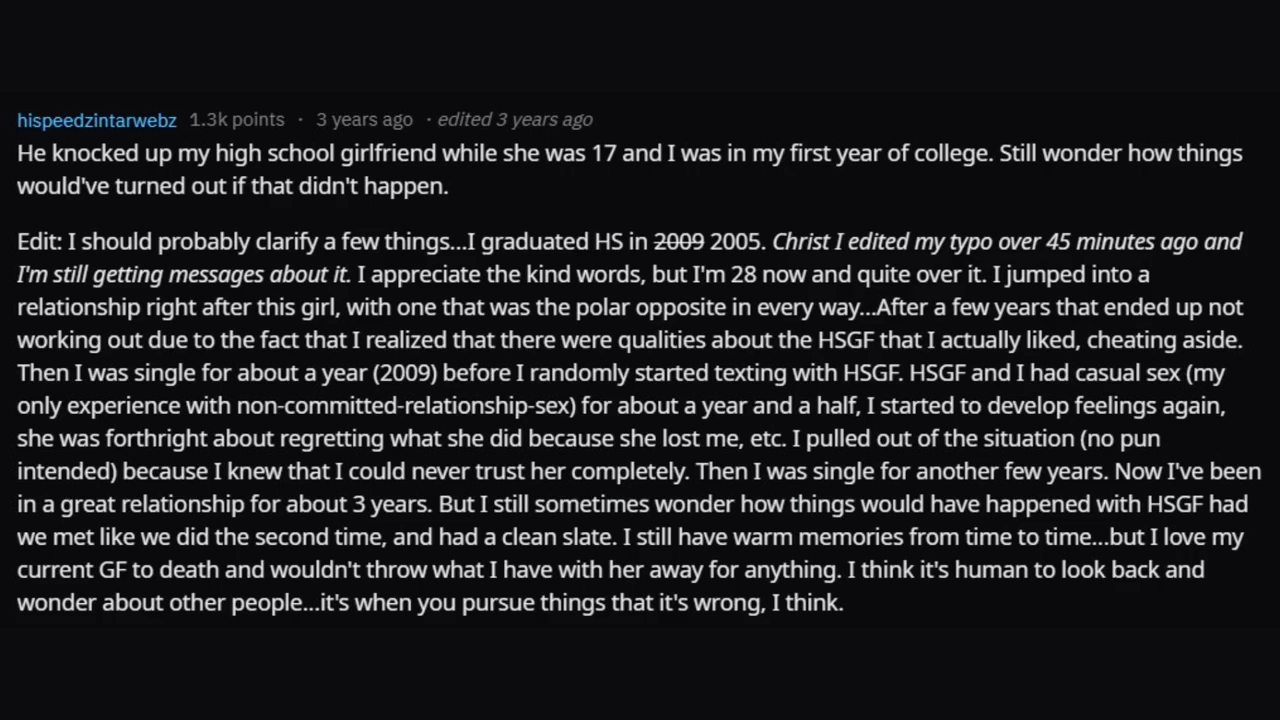 hispeedzintarwebz 1.3k points · 3 years ago · edited 3 years ago
He knocked up my high school girlfriend while she was 17 and I was in my first year of college. Still wonder how things
would've turned out if that didn't happen.
Edit: I should probably clarify a few things...I graduated HS in 2009 2005. Christ I edited my typo over 45 minutes ago and
I'm still getting messages about it. I appreciate the kind words, but I'm 28 now and quite over it. I jumped into a
relationship right after this girl, with one that was the polar opposite in every way...After a few years that ended up not
working out due to the fact that I realized that there were qualities about the HSGF that I actually liked, cheating aside.
Then I was single for about a year (2009) before I randomly started texting with HSGF. HSGF and I had casual sex (my
only experience with non-committed-relationship-sex) for about a year and a half, I started to develop feelings again,
she was forthright about regretting what she did because she lost me, etc. I pulled out of the situation (no pun
intended) because I knew that I could never trust her completely. Then I was single for another few years. Now I've been
in a great relationship for about 3 years. But I still sometimes wonder how things would have happened with HSGF had
we met like we did the second time, and had a clean slate. I still have warm memories from time to time...but I love my
current GF to death and wouldn't throw what I have with her away for anything. I think it's human to look back and
wonder about other people...it's when you pursue things that it's wrong, I think.